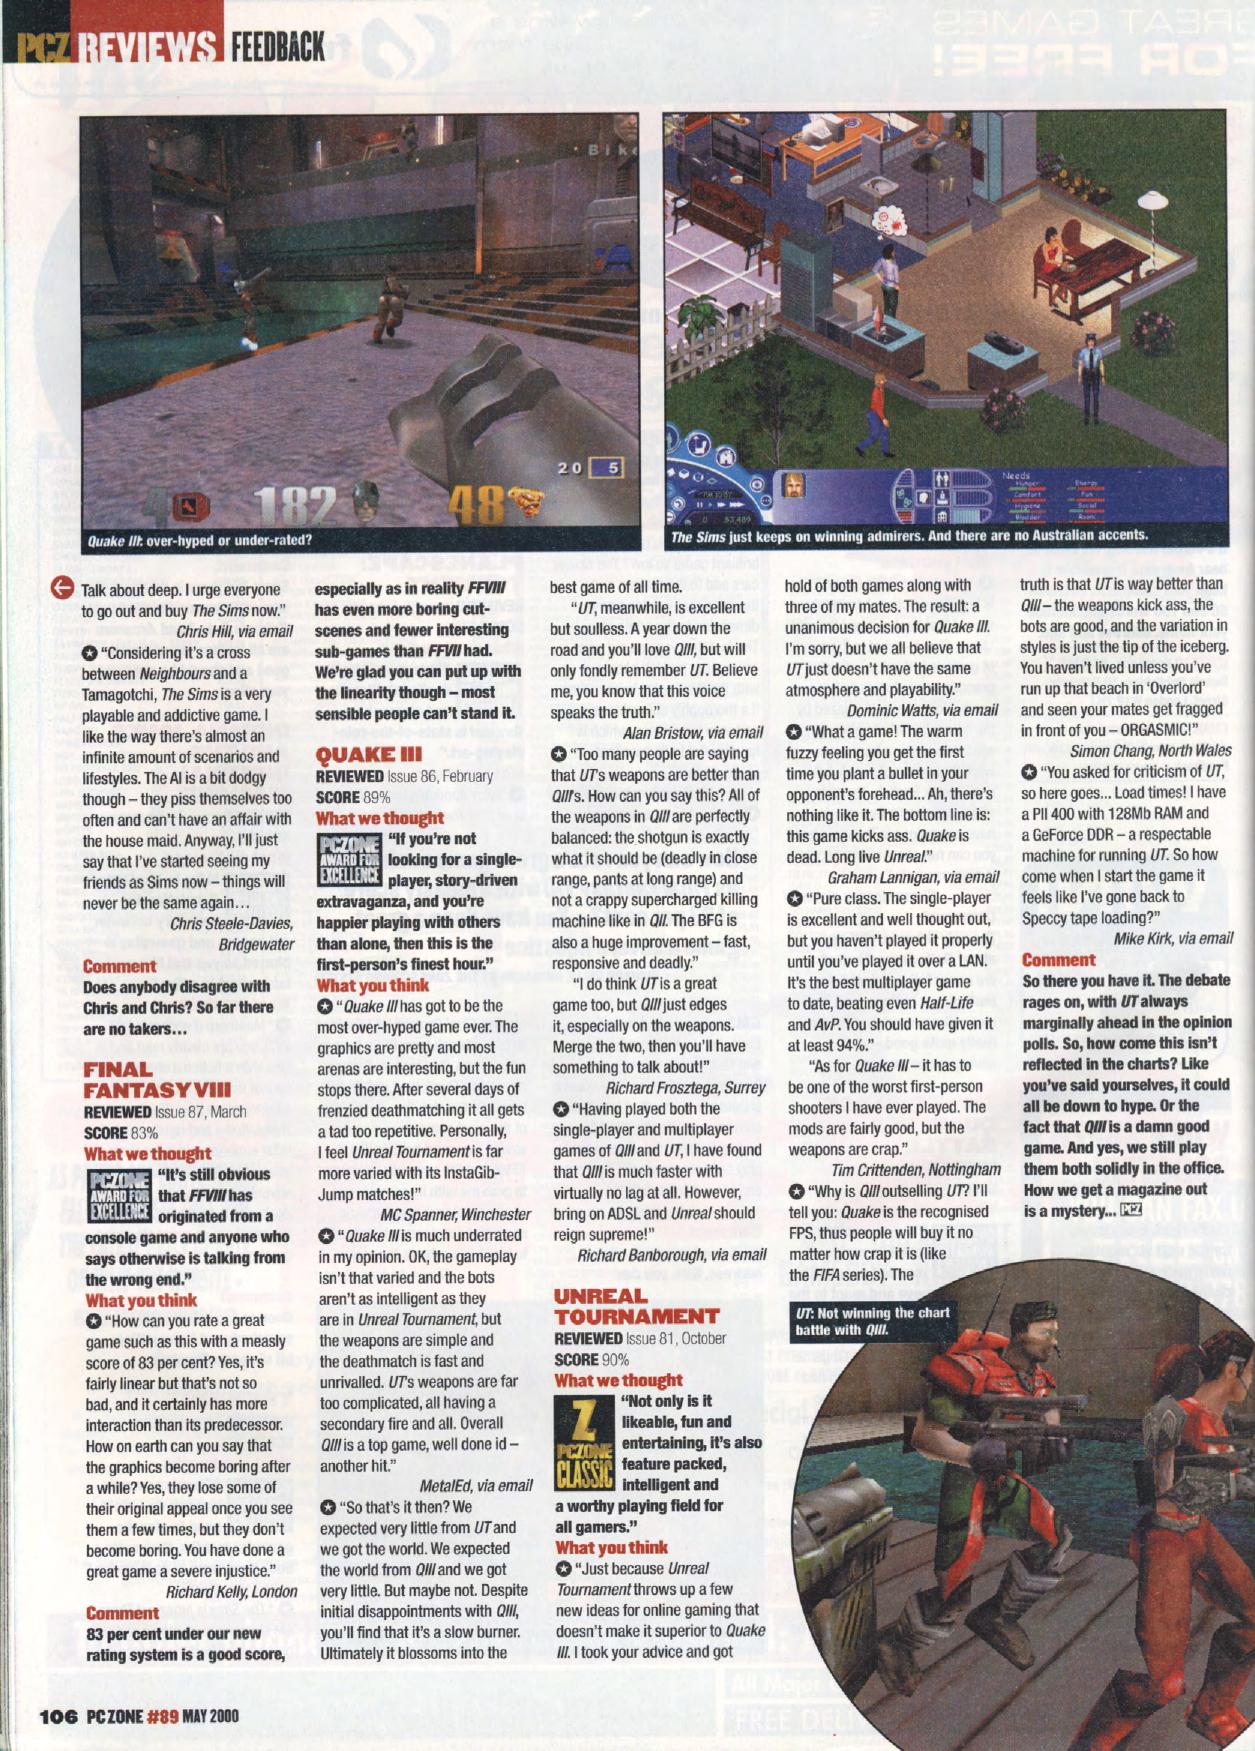 PCZ REVIEWS FEEDBACK
Bike
20 5
4 182 48
Quake III: over-hyped or under-rated?
Needs
Hunger Energy
Comfort Fun
Hygiene Social
Bladder Room
The Sims just keeps on winning admirers. And there are no Australian accents.
Talk about deep. I urge everyone
to go out and buy The Sims now."
Chris Hill, via email
"Considering it's a cross
between Neighbours and a
Tamagotchi, The Sims is a very
playable and addictive game. I
like the way there's almost an
infinite amount of scenarios and
lifestyles. The AI is a bit dodgy
though – they piss themselves too
often and can't have an affair with
the house maid. Anyway, I'll just
say that I've started seeing my
friends as Sims now – things will
never be the same again...
Chris Steele-Davies,
Bridgewater
Comment
Does anybody disagree with
Chris and Chris? So far there
are no takers...
FINAL
FANTASY VIII
REVIEWED Issue 87, March
SCORE 83%
What we thought
PCZONE
AWARD FOR
EXCELLENCE
"It's still obvious
that FFVIII has
originated from a
console game and anyone who
says otherwise is talking from
the wrong end."
What you think
"How can you rate a great
game such as this with a measly
score of 83 per cent? Yes, it's
fairly linear but that's not so
bad, and it certainly has more
interaction than its predecessor.
How on earth can you say that
the graphics become boring after
a while? Yes, they lose some of
their original appeal once you see
them a few times, but they don't
become boring. You have done a
great game a severe injustice."
Richard Kelly, London
Comment
83 per cent under our new
rating system is a good score,
especially as in reality FFVIII
has even more boring cut-
scenes and fewer interesting
sub-games than FFVII had.
We're glad you can put up with
the linearity though – most
sensible people can't stand it.
QUAKE III
REVIEWED Issue 86, February
SCORE 89%
What we thought
PCZONE
AWARD FOR
EXCELLENCE
"If you're not
looking for a single-
player, story-driven
extravaganza, and you're
happier playing with others
than alone, then this is the
first-person's finest hour."
What you think
"Quake III has got to be the
most over-hyped game ever. The
graphics are pretty and most
arenas are interesting, but the fun
stops there. After several days of
frenzied deathmatching it all gets
a tad too repetitive. Personally,
I feel Unreal Tournament is far
more varied with its InstaGib-
Jump matches!"
MC Spanner, Winchester
"Quake III is much underrated
in my opinion. OK, the gameplay
isn't that varied and the bots
aren't as intelligent as they
are in Unreal Tournament, but
the weapons are simple and
the deathmatch is fast and
unrivalled. UT's weapons are far
too complicated, all having a
secondary fire and all. Overall
QIII is a top game, well done id –
another hit."
MetalEd, via email
"So that's it then? We
expected very little from UT and
we got the world. We expected
the world from QIII and we got
very little. But maybe not. Despite
initial disappointments with QIII,
you'll find that it's a slow burner.
Ultimately it blossoms into the
best game of all time.
"UT, meanwhile, is excellent
but soulless. A year down the
road and you'll love QIII, but will
only fondly remember UT. Believe
me, you know that this voice
speaks the truth."
Alan Bristow, via email
"Too many people are saying
that UT's weapons are better than
QIII's. How can you say this? All of
the weapons in QIII are perfectly
balanced: the shotgun is exactly
what it should be (deadly in close
range, pants at long range) and
not a crappy supercharged killing
machine like in QII. The BFG is
also a huge improvement – fast,
responsive and deadly."
"I do think UT is a great
game too, but QIII just edges
it, especially on the weapons.
Merge the two, then you'll have
something to talk about!"
Richard Frosztega, Surrey
"Having played both the
single-player and multiplayer
games of QIII and UT, I have found
that QIII is much faster with
virtually no lag at all. However,
bring on ADSL and Unreal should
reign supreme!"
Richard Banborough, via email
UNREAL
TOURNAMENT
REVIEWED Issue 81, October
SCORE 90%
What we thought
Z
PCZONE
CLASSIC
"Not only is it
likeable, fun and
entertaining, it's also
feature packed,
intelligent and
a worthy playing field for
all gamers."
What you think
"Just because Unreal
Tournament throws up a few
new ideas for online gaming that
doesn't make it superior to Quake
III. I took your advice and got
hold of both games along with
three of my mates. The result: a
unanimous decision for Quake III.
I'm sorry, but we all believe that
UT just doesn't have the same
atmosphere and playability."
Dominic Watts, via email
"What a game! The warm
fuzzy feeling you get the first
time you plant a bullet in your
opponent's forehead... Ah, there's
nothing like it. The bottom line is:
this game kicks ass. Quake is
dead. Long live Unreal."
Graham Lannigan, via email
"Pure class. The single-player
is excellent and well thought out,
but you haven't played it properly
until you've played it over a LAN.
It's the best multiplayer game
to date, beating even Half-Life
and AvP. You should have given it
at least 94%."
"As for Quake III – it has to
be one of the worst first-person
shooters I have ever played. The
mods are fairly good, but the
weapons are crap."
Tim Crittenden, Nottingham
"Why is QIII outselling UT? I'll
tell you: Quake is the recognised
FPS, thus people will buy it no
matter how crap it is (like
the FIFA series). The
truth is that UT is way better than
QIII – the weapons kick ass, the
bots are good, and the variation in
styles is just the tip of the iceberg.
You haven't lived unless you've
run up that beach in 'Overlord'
and seen your mates get fragged
in front of you – ORGASMIC!"
Simon Chang, North Wales
"You asked for criticism of UT,
so here goes... Load times! I have
a PII 400 with 128Mb RAM and
a GeForce DDR – a respectable
machine for running UT. So how
come when I start the game it
feels like I've gone back to
Speccy tape loading?"
Mike Kirk, via email
Comment
So there you have it. The debate
rages on, with UT always
marginally ahead in the opinion
polls. So, how come this isn't
reflected in the charts? Like
you've said yourselves, it could
all be down to hype. Or the
fact that QIII is a damn good
game. And yes, we still play
them both solidly in the office.
How we get a magazine out
is a mystery... PCZ
UT: Not winning the chart
battle with QIII.
106 PCZONE #89 MAY 2000